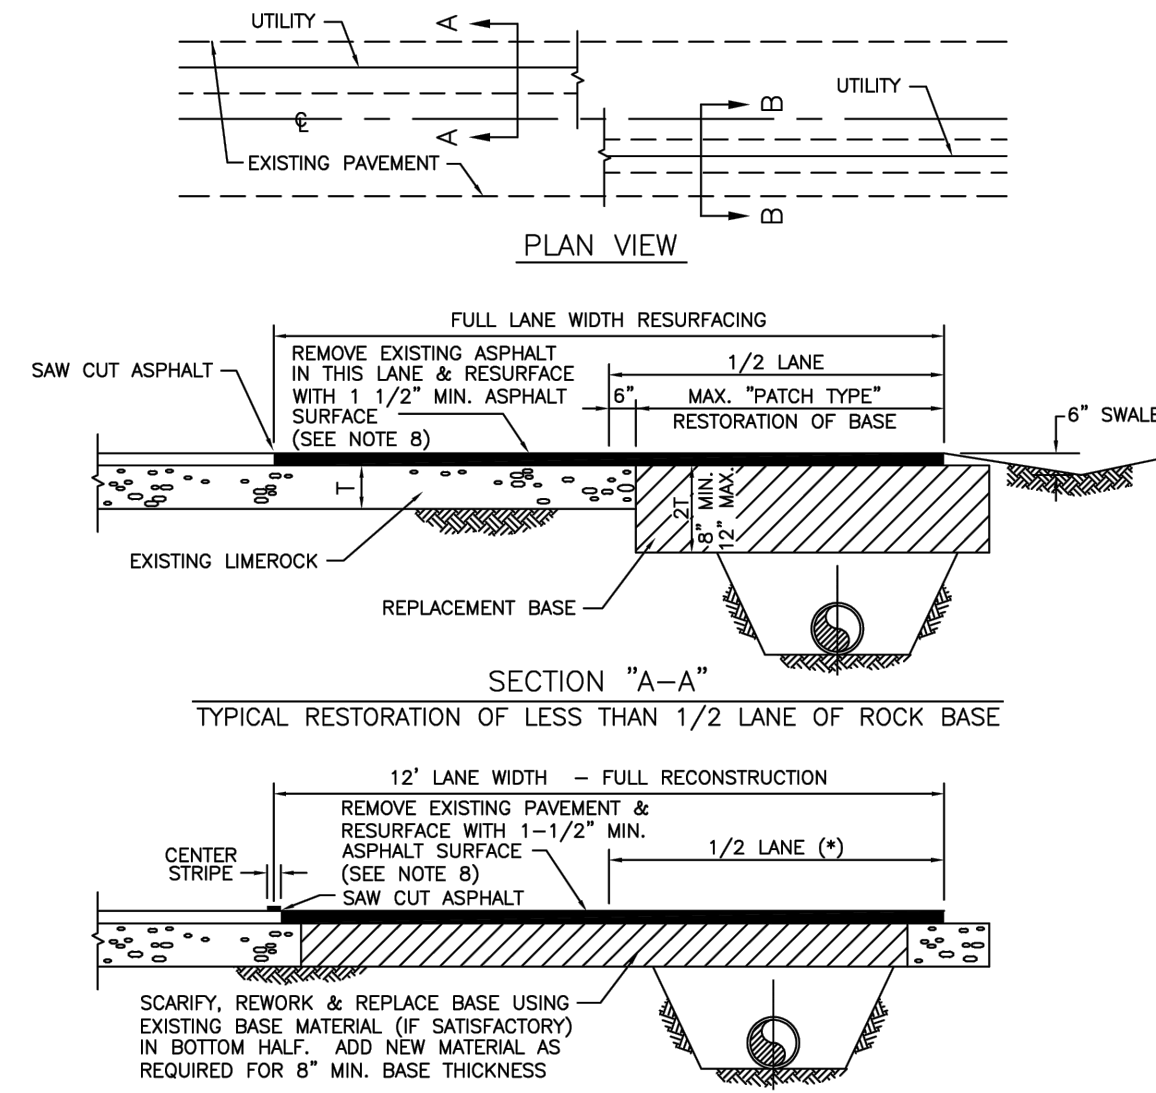 UTILITY
A
UTILITY
B
℄
A
EXISTING PAVEMENT
B
PLAN VIEW
FULL LANE WIDTH RESURFACING
REMOVE EXISTING ASPHALT
IN THIS LANE & RESURFACE
WITH 1 1/2" MIN. ASPHALT
SURFACE
(SEE NOTE 8)
1/2 LANE
SAW CUT ASPHALT
6"
MAX. "PATCH TYPE"
RESTORATION OF BASE
6" SWALE
T
2T
8" MIN.
12" MAX.
EXISTING LIMEROCK
REPLACEMENT BASE
SECTION "A-A"
TYPICAL RESTORATION OF LESS THAN 1/2 LANE OF ROCK BASE
12' LANE WIDTH - FULL RECONSTRUCTION
REMOVE EXISTING PAVEMENT &
RESURFACE WITH 1-1/2" MIN.
ASPHALT SURFACE
(SEE NOTE 8)
1/2 LANE (*)
CENTER
STRIPE
SAW CUT ASPHALT
SCARIFY, REWORK & REPLACE BASE USING
EXISTING BASE MATERIAL (IF SATISFACTORY)
IN BOTTOM HALF. ADD NEW MATERIAL AS
REQUIRED FOR 8" MIN. BASE THICKNESS